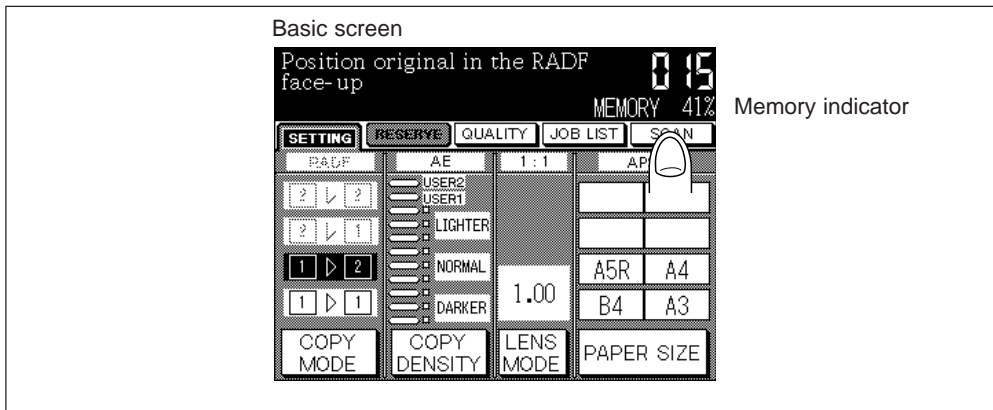 Basic screen
Position original in the RADF
face-up
015
MEMORY 41%
Memory indicator
SETTING RESERVE QUALITY JOB LIST SCAN
RADF AE 1 : 1
2 2
USER2
USER1
2 1
LIGHTER
1 2
NORMAL
A5R A4
1 1
DARKER
1.00
B4 A3
COPY MODE
COPY DENSITY
LENS MODE
PAPER SIZE